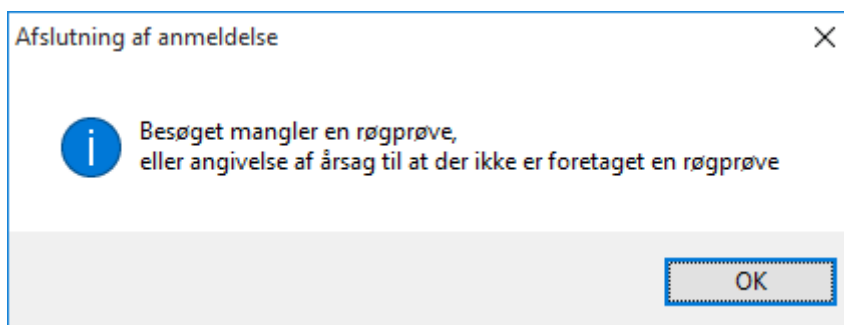 Afslutning af anmeldelse
Besøget mangler en røgprøve,
eller angivelse af årsag til at der ikke er foretaget en røgprøve
OK